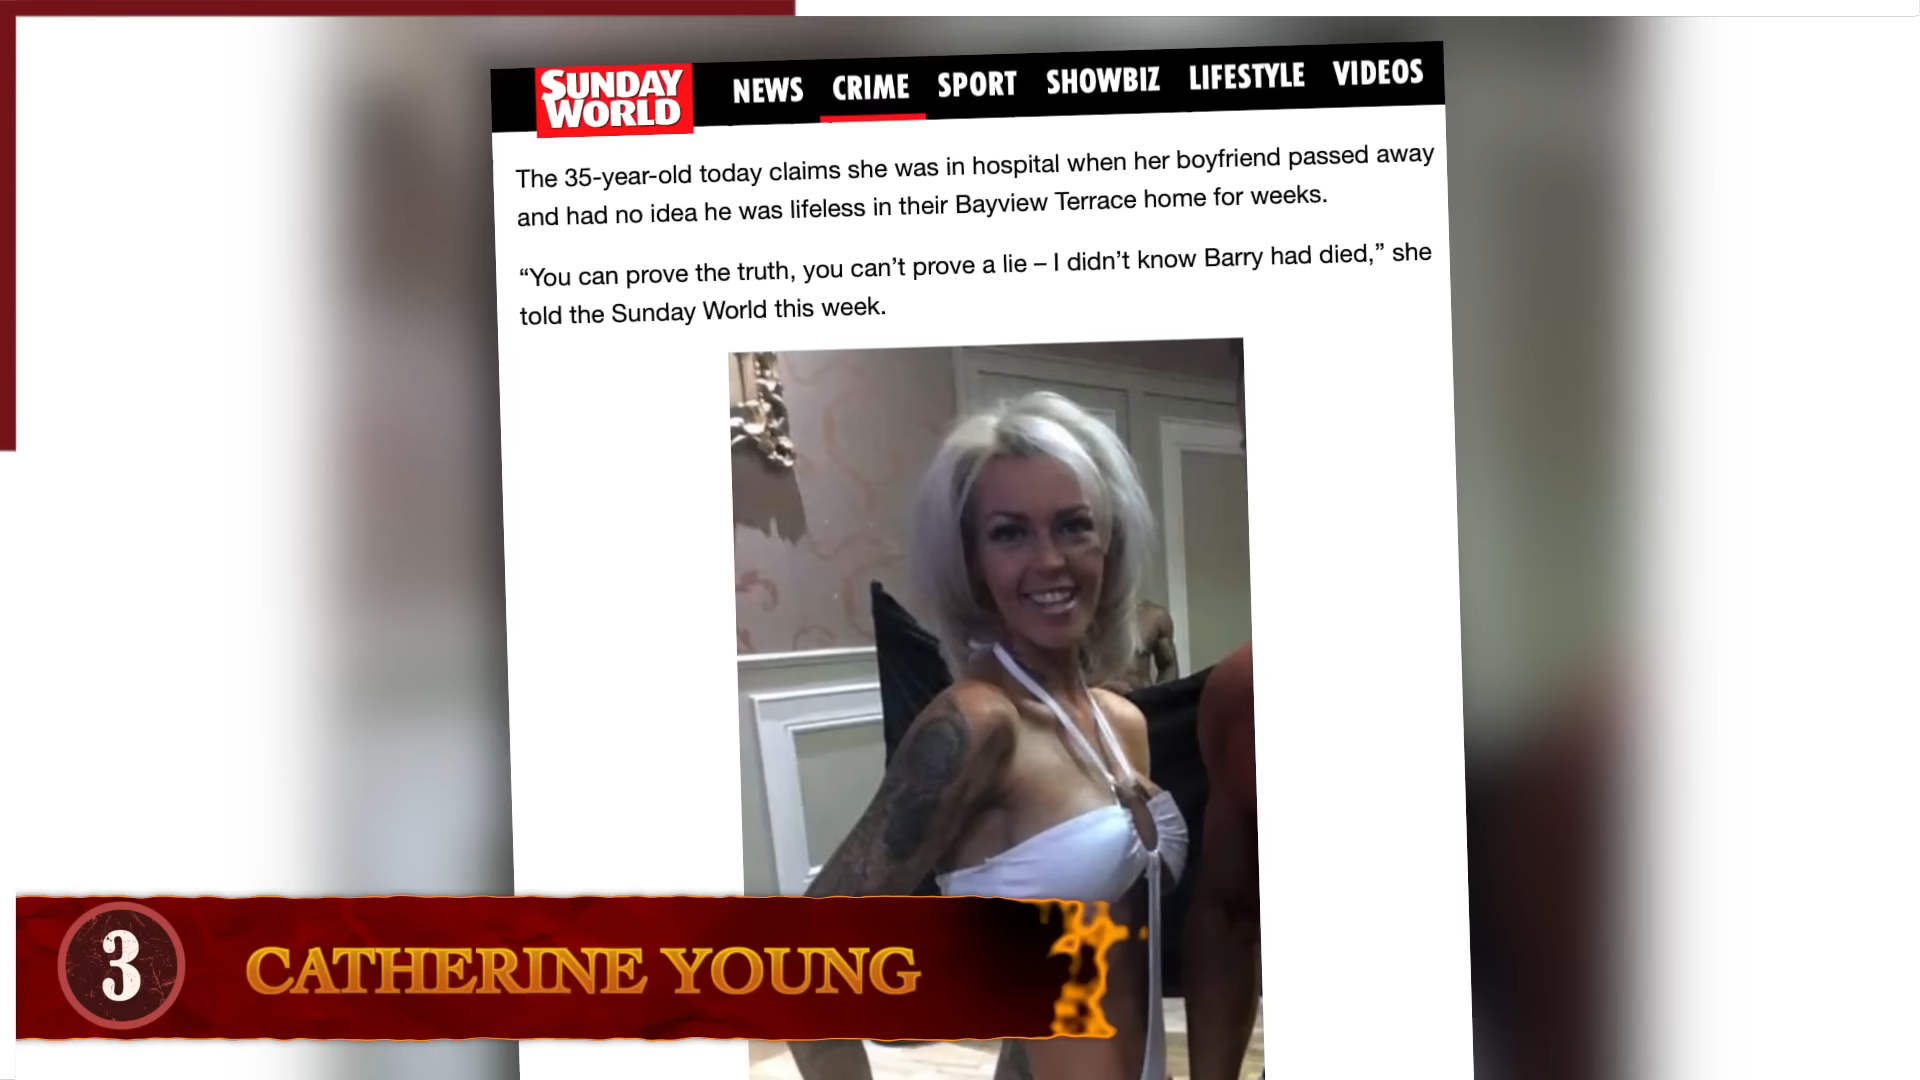 SUNDAY
WORLD
NEWS CRIME SPORT SHOWBIZ LIFESTYLE VIDEOS
The 35-year-old today claims she was in hospital when her boyfriend passed away
and had no idea he was lifeless in their Bayview Terrace home for weeks.
“You can prove the truth, you can’t prove a lie – I didn’t know Barry had died,” she
told the Sunday World this week.
3 CATHERINE YOUNG